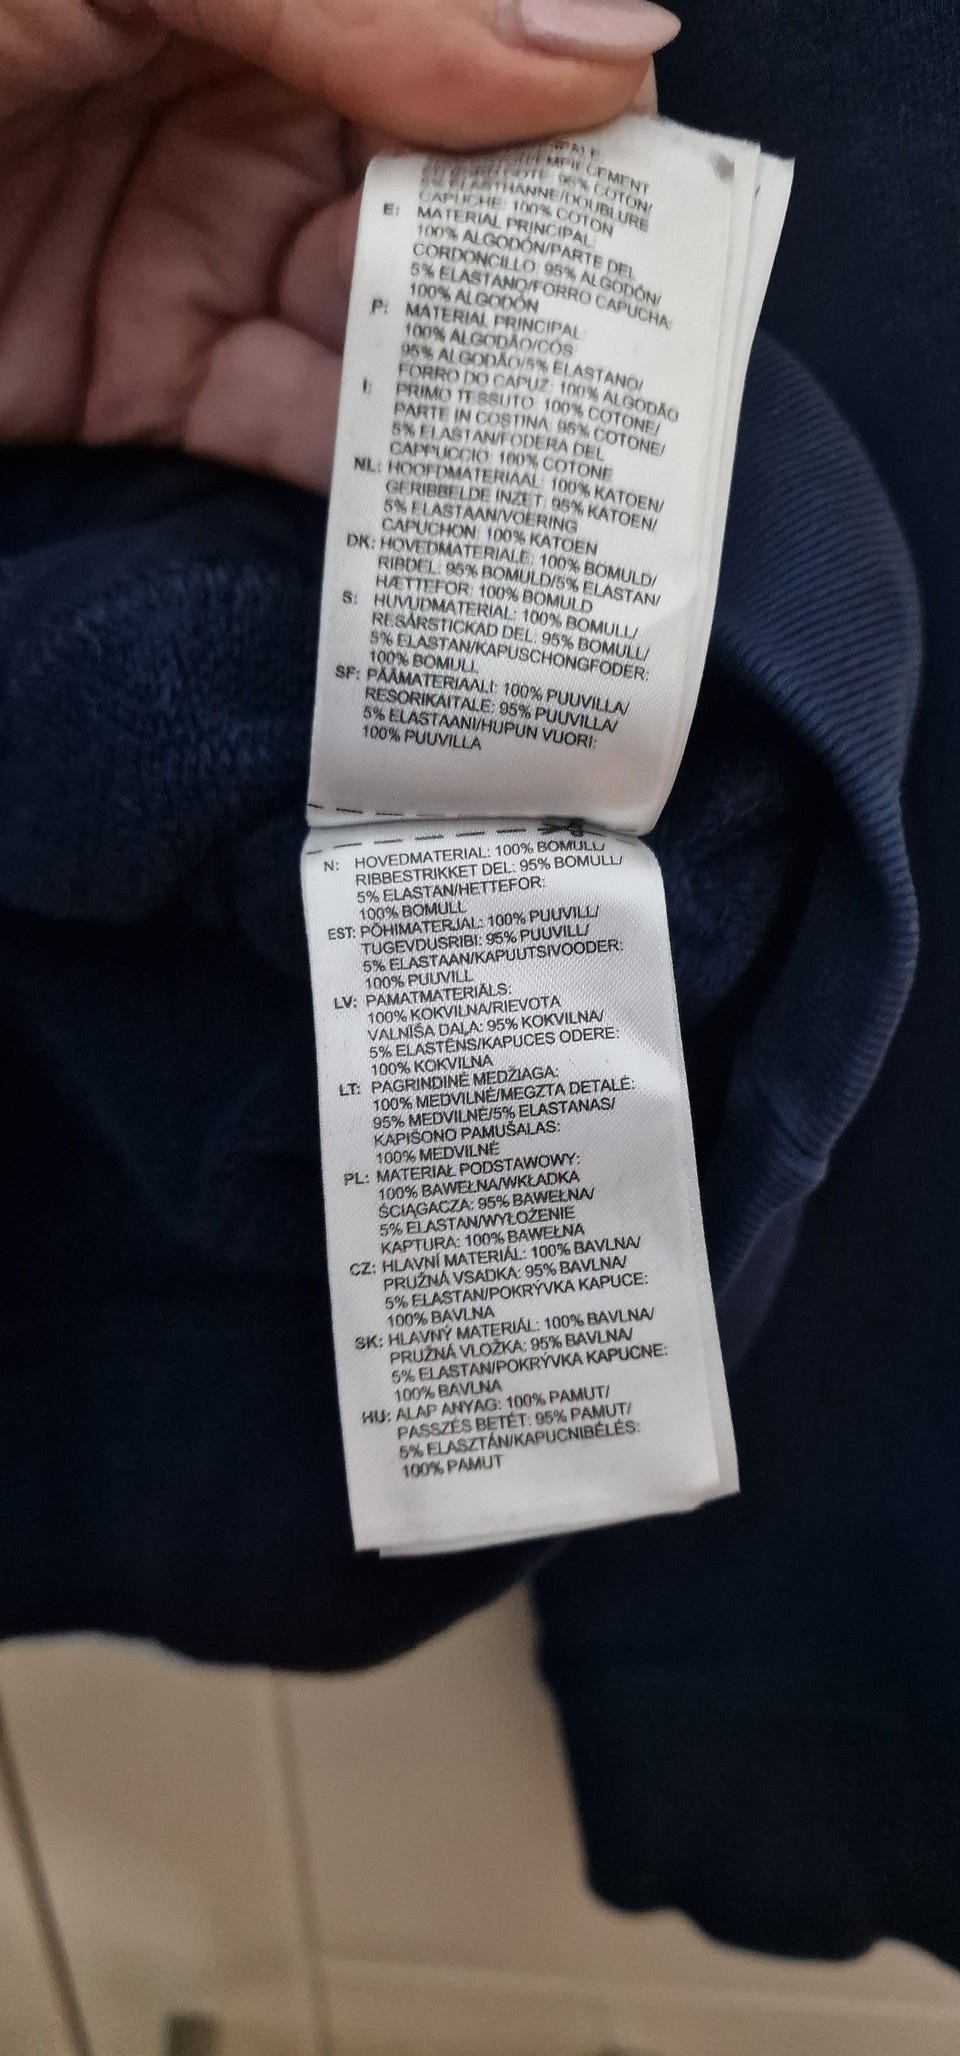 EMPIECEMENT
95% COTON/
5% ELASTHANNE/DOUBLURE
CAPUCHE: 100% COTON
E: MATERIAL PRINCIPAL:
100% ALGODÓN/PARTE DEL
CORDONCILLO: 95% ALGODÓN/
5% ELASTANO/FORRO CAPUCHA:
100% ALGODÓN
P: MATERIAL PRINCIPAL:
100% ALGODÃO/CÓS:
95% ALGODÃO/5% ELASTANO/
FORRO DO CAPUZ: 100% ALGODÃO
I: PRIMO TESSUTO: 100% COTONE/
PARTE IN COSTINA: 95% COTONE/
5% ELASTAN/FODERA DEL
CAPPUCCIO: 100% COTONE
NL: HOOFDMATERIAAL: 100% KATOEN/
GERIBBELDE INZET: 95% KATOEN/
5% ELASTAAN/VOERING
CAPUCHON: 100% KATOEN
DK: HOVEDMATERIALE: 100% BOMULD/
RIBDEL: 95% BOMULD/5% ELASTAN/
HÆTTEFOR: 100% BOMULD
S: HUVUDMATERIAL: 100% BOMULL/
RESÅRSTICKAD DEL: 95% BOMULL/
5% ELASTAN/KAPUSCHONGFODER:
100% BOMULL
SF: PÄÄMATERIAALI: 100% PUUVILLA/
RESORIKAITALE: 95% PUUVILLA/
5% ELASTAANI/HUPUN VUORI:
100% PUUVILLA
N: HOVEDMATERIAL: 100% BOMULL/
RIBBESTRIKKET DEL: 95% BOMULL/
5% ELASTAN/HETTEFOR:
100% BOMULL
EST: PÕHIMATERJAL: 100% PUUVILL/
TUGEVDUSRIBI: 95% PUUVILL/
5% ELASTAAN/KAPUUTSIVOODER:
100% PUUVILL
LV: PAMATMATERIĀLS:
100% KOKVILNA/RIEVOTA
VALNĪŠA DAĻA: 95% KOKVILNA/
5% ELASTĒNS/KAPUCES ODERE:
100% KOKVILNA
LT: PAGRINDINĖ MEDŽIAGA:
100% MEDVILNĖ/MEGZTA DETALĖ:
95% MEDVILNĖ/5% ELASTANAS/
KAPIŠONO PAMUŠALAS:
100% MEDVILNĖ
PL: MATERIAŁ PODSTAWOWY:
100% BAWEŁNA/WKŁADKA
ŚCIĄGACZA: 95% BAWEŁNA/
5% ELASTAN/WYŁOŻENIE
KAPTURA: 100% BAWEŁNA
CZ: HLAVNÍ MATERIÁL: 100% BAVLNA/
PRUŽNÁ VSADKA: 95% BAVLNA/
5% ELASTAN/POKRÝVKA KAPUCE:
100% BAVLNA
SK: HLAVNÝ MATERIÁL: 100% BAVLNA/
PRUŽNÁ VLOŽKA: 95% BAVLNA/
5% ELASTAN/POKRÝVKA KAPUCNE:
100% BAVLNA
HU: ALAP ANYAG: 100% PAMUT/
PASSZÉS BETÉT: 95% PAMUT/
5% ELASZTÁN/KAPUCNIBÉLÉS:
100% PAMUT